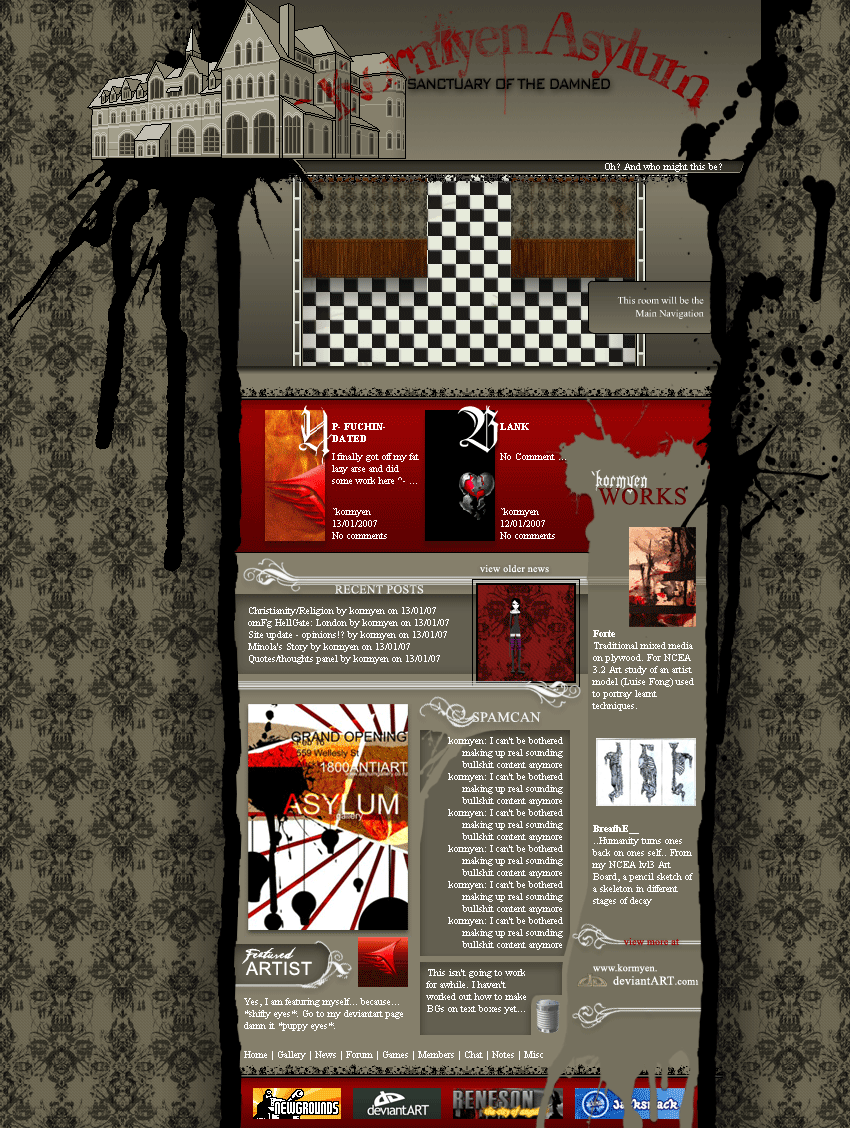 Kormiyen Asylum
SANCTUARY OF THE DAMNED
Oh? And who might this be?
This room will be the
Main Navigation
UP- FUCHIN-
DATED
I finally got off my fat
lazy arse and did
some work here ^- ...
~kormyen
13/01/2007
No comments
BLANK
No Comment ...
~kormyen
12/01/2007
No comments
~kormyen
WORKS
view older news
RECENT POSTS
Christianity/Religion by kormyen on 13/01/07
omFg HellGate: London by kormyen on 13/01/07
Site update - opinions!? by kormyen on 13/01/07
Minola's Story by kormyen on 13/01/07
Quotes/thoughts panel by kormyen on 13/01/07
Forte
Traditional mixed media
on plywood. For NCEA
3.2 Art study of an artist
model (Luise Fong) used
to portray learnt
techniques.
GRAND OPENING
Feb 16
559 Wellesly St
1800ANTIART
ASYLUM
gallery
SPAMCAN
kormyen: I can't be bothered
making up real sounding
bullshit content anymore
kormyen: I can't be bothered
making up real sounding
bullshit content anymore
kormyen: I can't be bothered
making up real sounding
bullshit content anymore
kormyen: I can't be bothered
making up real sounding
bullshit content anymore
kormyen: I can't be bothered
making up real sounding
bullshit content anymore
kormyen: I can't be bothered
making up real sounding
bullshit content anymore
BreathE__
..Humanity turns ones
back on ones self.. From
my NCEA lvl3 Art
Board, a pencil sketch of
a skeleton in different
stages of decay
view more at
www.kormyen.
deviantART.com
Featured
ARTIST
Yes, I am featuring myself... because...
*shifty eyes*. Go to my deviantart page
damn it *puppy eyes*.
This isn't going to work
for awhile. I haven't
worked out how to make
BGs on text boxes yet...
Home | Gallery | News | Forum | Games | Members | Chat | Notes | Misc
NEWGROUNDS
deviantART
RENESON
the city of angels
Jacksmack